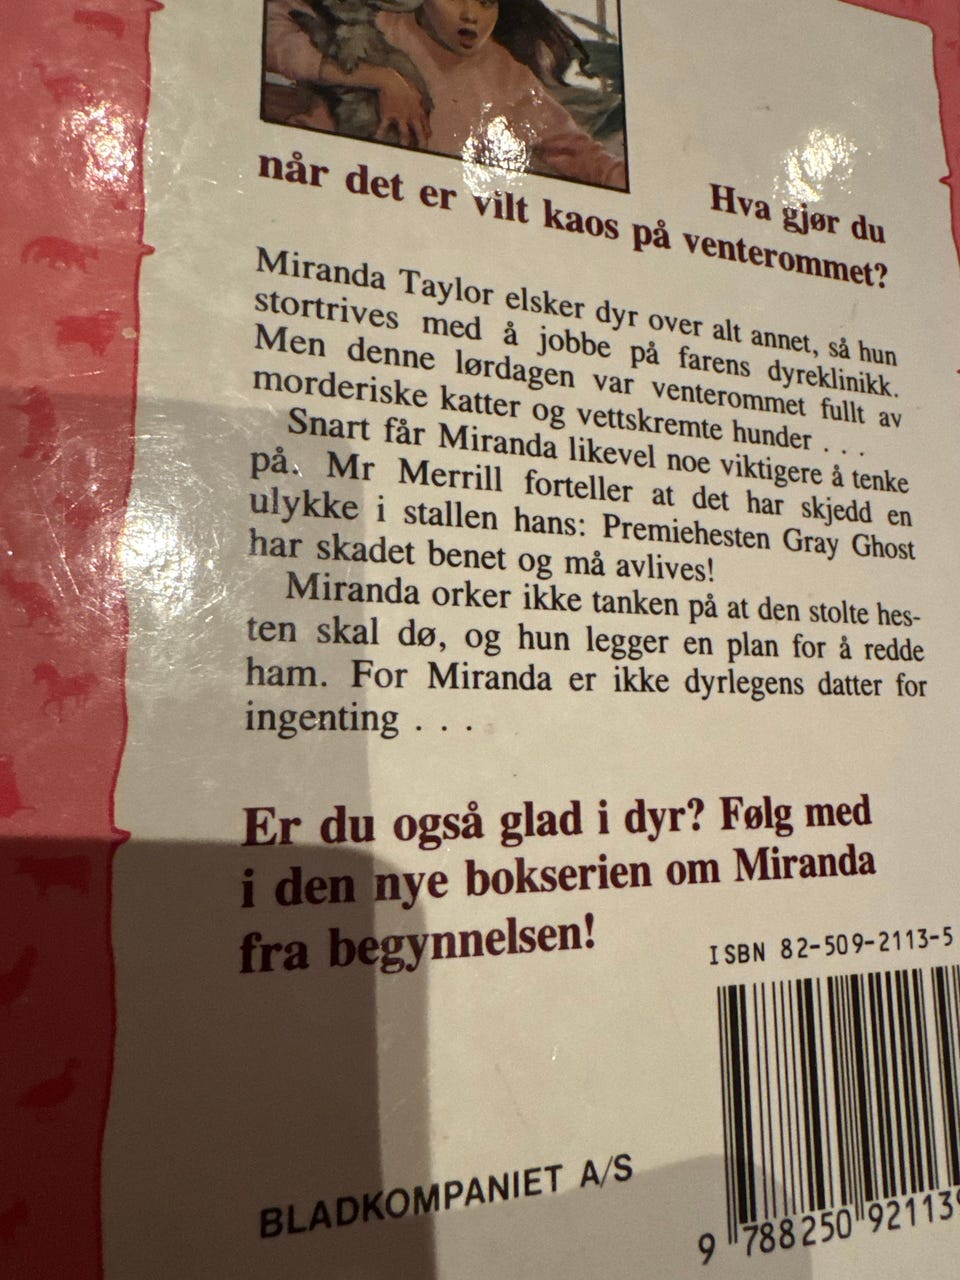 Hva gjør du
når det er vilt kaos på venterommet?
Miranda Taylor elsker dyr over alt annet, så hun
stortrives med å jobbe på farens dyreklinikk.
Men denne lørdagen var venterommet fullt av
morderiske katter og vettskremte hunder . . .
Snart får Miranda likevel noe viktigere å tenke
på. Mr Merrill forteller at det har skjedd en
ulykke i stallen hans: Premiehesten Gray Ghost
har skadet benet og må avlives!
Miranda orker ikke tanken på at den stolte hes-
ten skal dø, og hun legger en plan for å redde
ham. For Miranda er ikke dyrlegens datter for
ingenting . . .
Er du også glad i dyr? Følg med
i den nye bokserien om Miranda
fra begynnelsen!
ISBN 82-509-2113-5
9 788250 92113
BLADKOMPANIET A/S